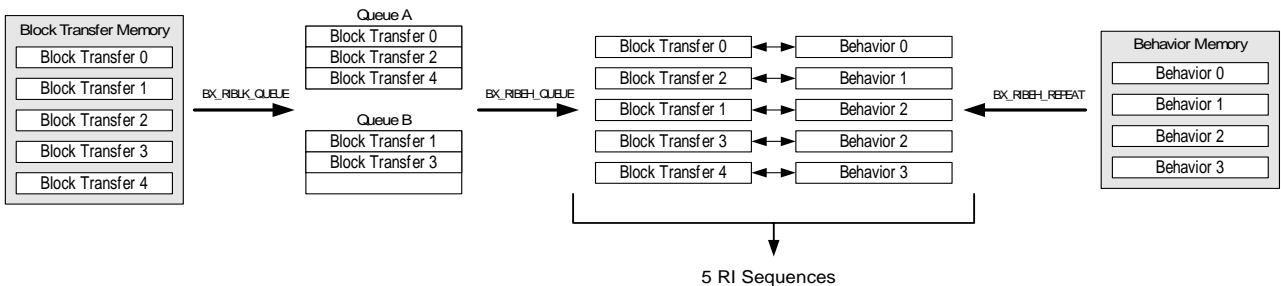 Block Transfer Memory
Block Transfer 0
Block Transfer 1
Block Transfer 2
Block Transfer 3
Block Transfer 4
BX_RIBLK_QUEUE
Queue A
Block Transfer 0
Block Transfer 2
Block Transfer 4
Queue B
Block Transfer 1
Block Transfer 3
BX_RIBEH_QUEUE
Block Transfer 0 Behavior 0
Block Transfer 2 Behavior 1
Block Transfer 1 Behavior 2
Block Transfer 3 Behavior 2
Block Transfer 4 Behavior 3
BX_RIBEH_REPEAT
Behavior Memory
Behavior 0
Behavior 1
Behavior 2
Behavior 3
5 RI Sequences